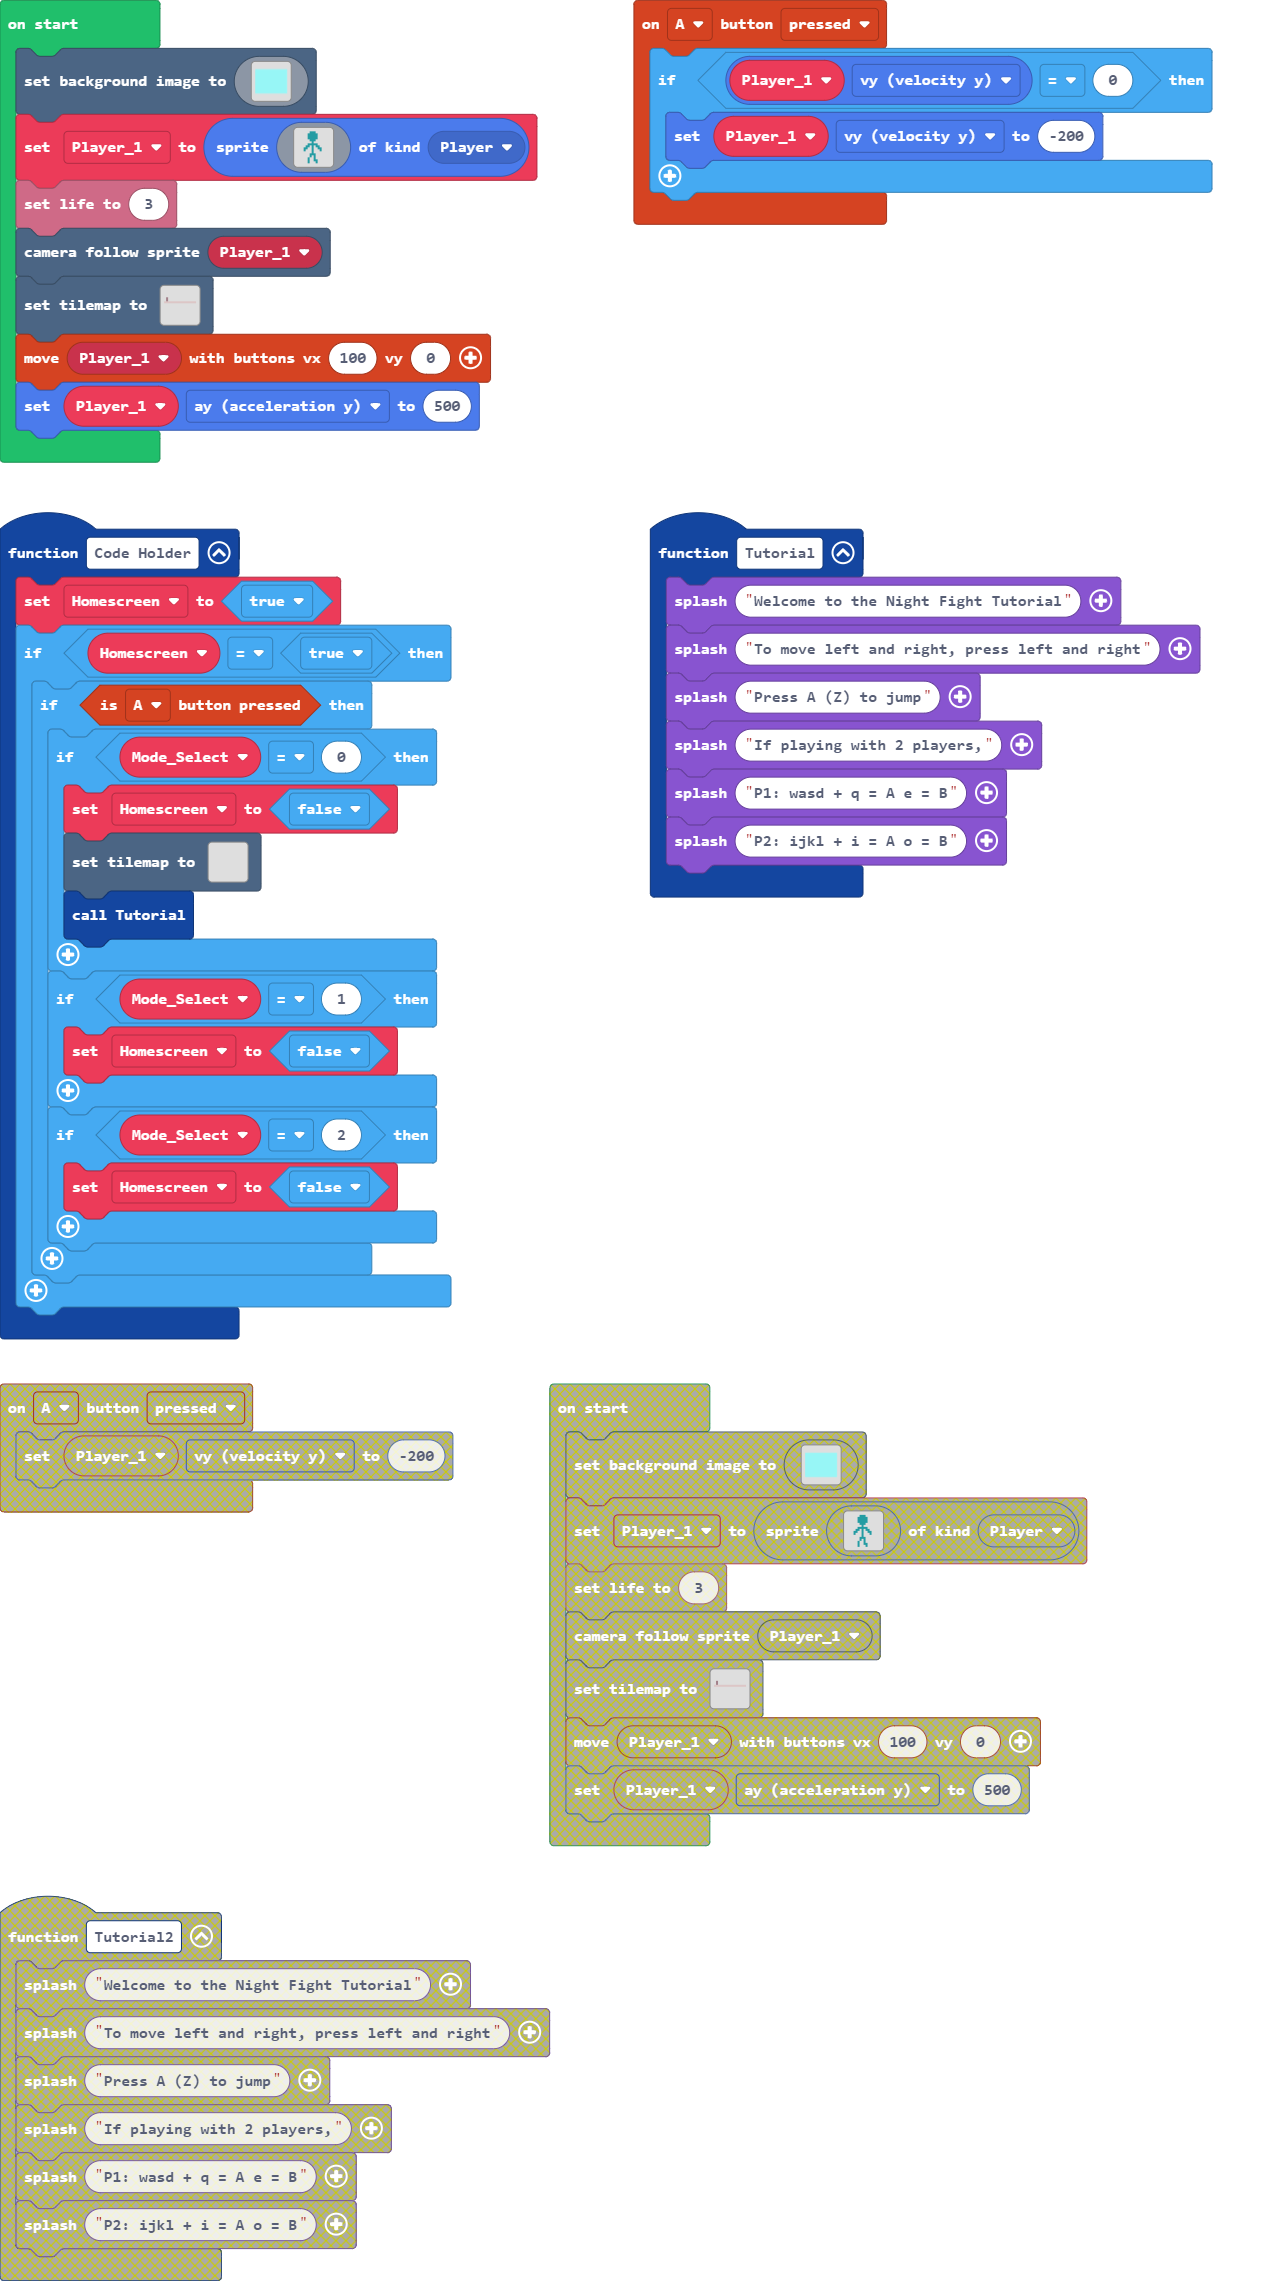 on start
set background image to
set Player_1 to sprite of kind Player
set life to 3
camera follow sprite Player_1
set tilemap to
move Player_1 with buttons vx 100 vy 0
set Player_1 ay (acceleration y) to 500
on A button pressed
if Player_1 vy (velocity y) = 0 then
set Player_1 vy (velocity y) to -200
function Code Holder
set Homescreen to true
if Homescreen = true then
if is A button pressed then
if Mode_Select = 0 then
set Homescreen to false
set tilemap to
call Tutorial
if Mode_Select = 1 then
set Homescreen to false
if Mode_Select = 2 then
set Homescreen to false
function Tutorial
splash "Welcome to the Night Fight Tutorial"
splash "To move left and right, press left and right"
splash "Press A (Z) to jump"
splash "If playing with 2 players,"
splash "P1: wasd + q = A e = B"
splash "P2: ijkl + i = A o = B"
on A button pressed
set Player_1 vy (velocity y) to -200
on start
set background image to
set Player_1 to sprite of kind Player
set life to 3
camera follow sprite Player_1
set tilemap to
move Player_1 with buttons vx 100 vy 0
set Player_1 ay (acceleration y) to 500
function Tutorial2
splash "Welcome to the Night Fight Tutorial"
splash "To move left and right, press left and right"
splash "Press A (Z) to jump"
splash "If playing with 2 players,"
splash "P1: wasd + q = A e = B"
splash "P2: ijkl + i = A o = B"